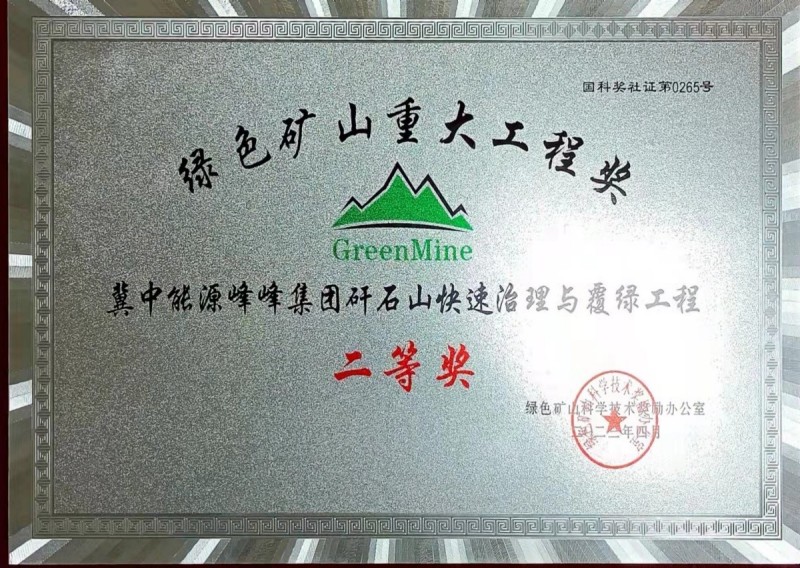 国科奖社证第0265号
绿色矿山重大工程奖
GreenMine
冀中能源峰峰集团矸石山快速治理与覆绿工程
二等奖
绿色矿山科学技术奖励办公室
二〇二三年四月